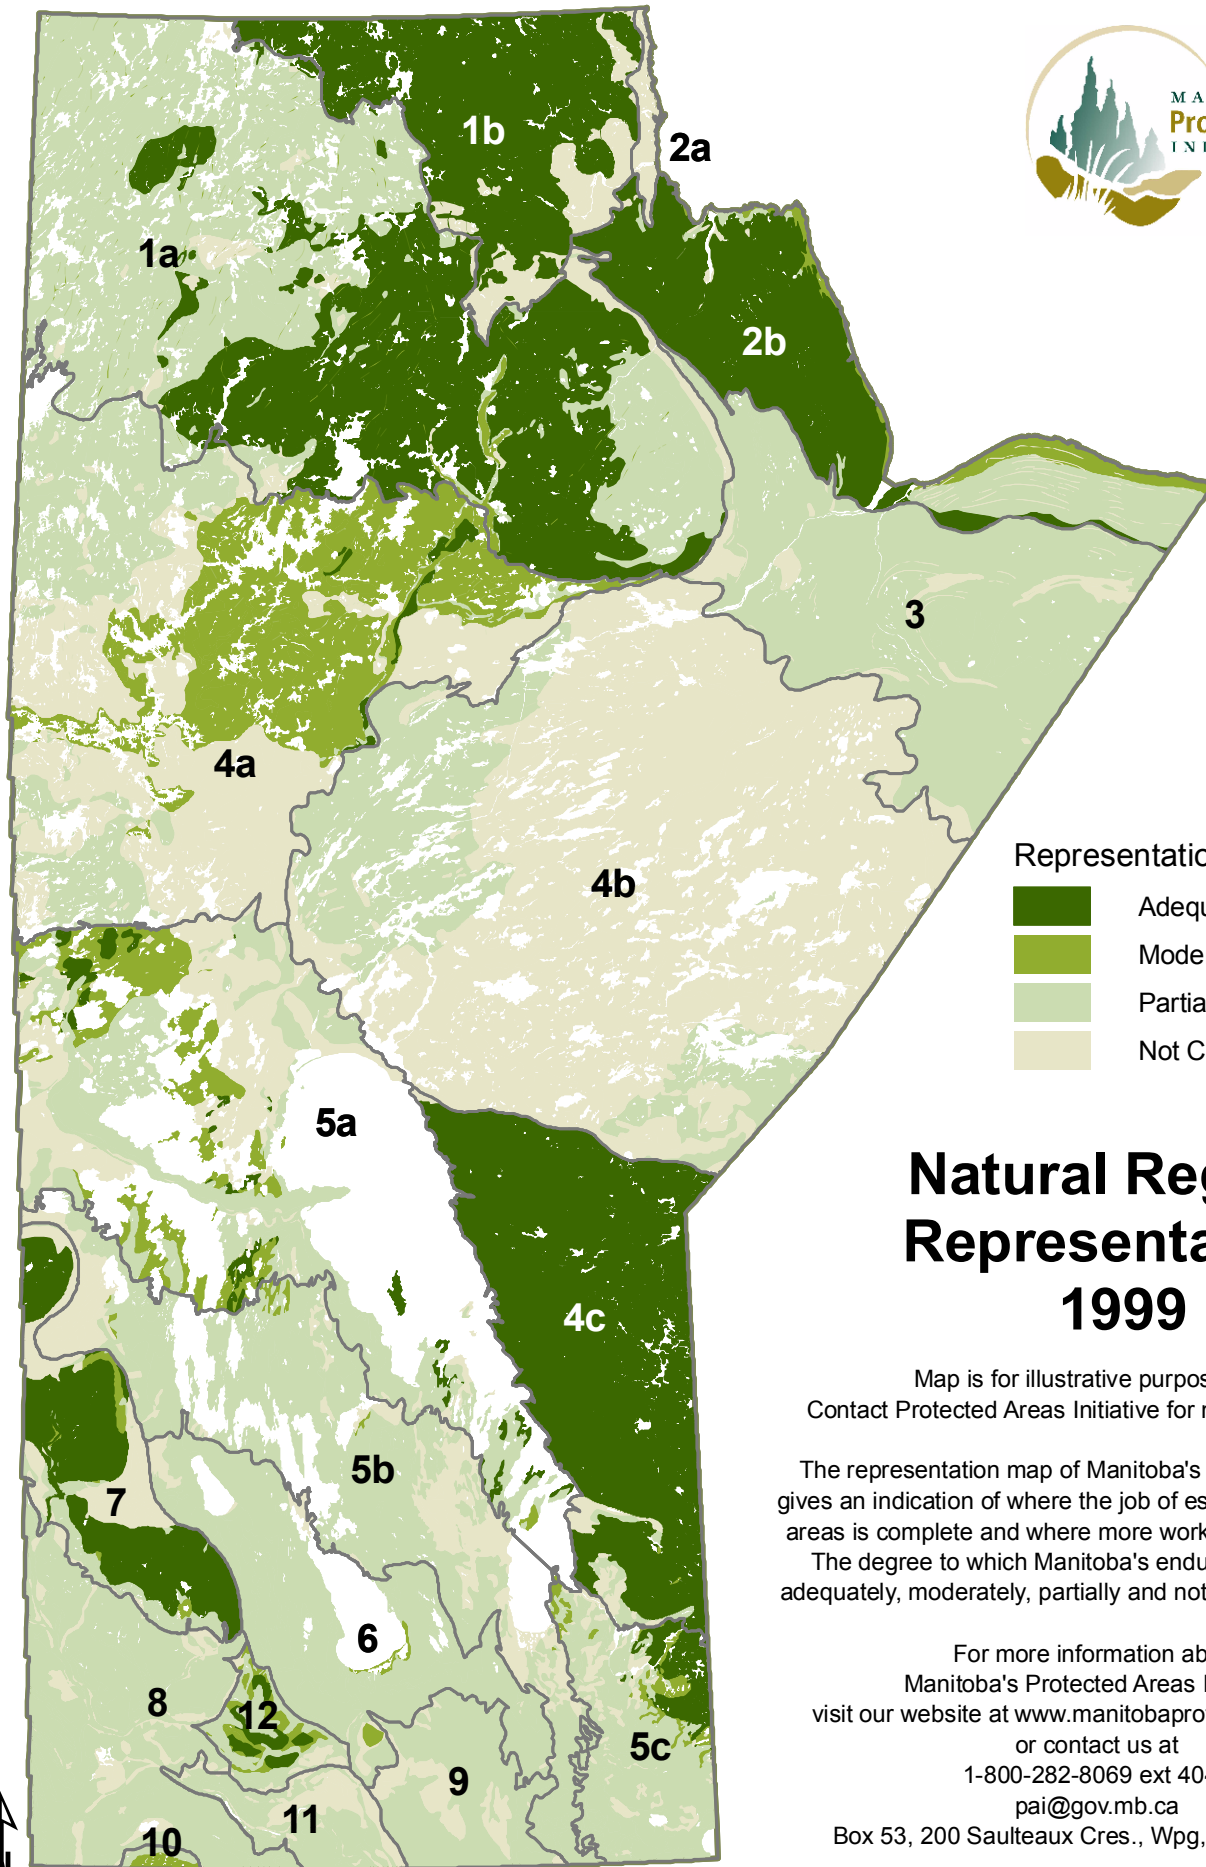 MA
Pro
INI
1b
2a
1a
2b
3
4a
4b
Representatio
Adequ
Mode
Partia
Not C
5a
Natural Reg
Representa
1999
4c
Map is for illustrative purpos
Contact Protected Areas Initiative for r
5b
The representation map of Manitoba's
gives an indication of where the job of es
7
areas is complete and where more work
The degree to which Manitoba's endu
adequately, moderately, partially and not
6
For more information ab
Manitoba's Protected Areas I
8
12
visit our website at www.manitobapro
or contact us at
5c
1-800-282-8069 ext 404
9
pai@gov.mb.ca
11
Box 53, 200 Saulteaux Cres., Wpg,
10